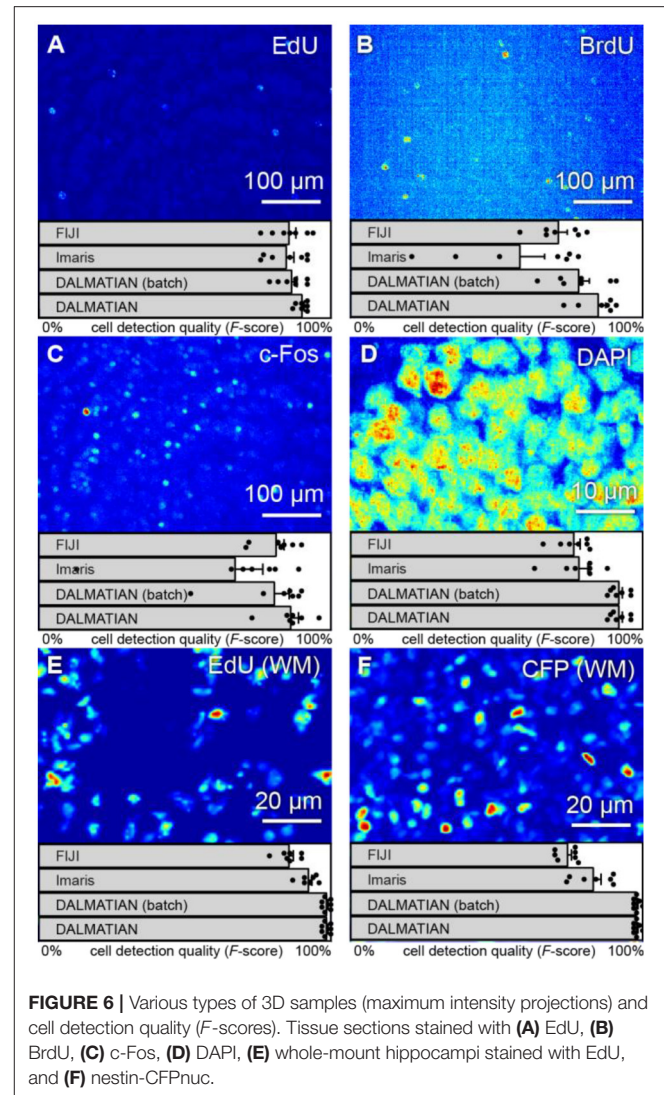 A
EdU
100 μm
FIJI
Imaris
DALMATIAN (batch)
DALMATIAN
0% cell detection quality (F-score) 100%
B
BrdU
100 μm
FIJI
Imaris
DALMATIAN (batch)
DALMATIAN
0% cell detection quality (F-score) 100%
C
c-Fos
100 μm
FIJI
Imaris
DALMATIAN (batch)
DALMATIAN
0% cell detection quality (F-score) 100%
D
DAPI
10 μm
FIJI
Imaris
DALMATIAN (batch)
DALMATIAN
0% cell detection quality (F-score) 100%
E
EdU (WM)
20 μm
FIJI
Imaris
DALMATIAN (batch)
DALMATIAN
0% cell detection quality (F-score) 100%
F
CFP (WM)
20 μm
FIJI
Imaris
DALMATIAN (batch)
DALMATIAN
0% cell detection quality (F-score) 100%
FIGURE 6 | Various types of 3D samples (maximum intensity projections) and
cell detection quality (F-scores). Tissue sections stained with (A) EdU, (B)
BrdU, (C) c-Fos, (D) DAPI, (E) whole-mount hippocampi stained with EdU,
and (F) nestin-CFPnuc.